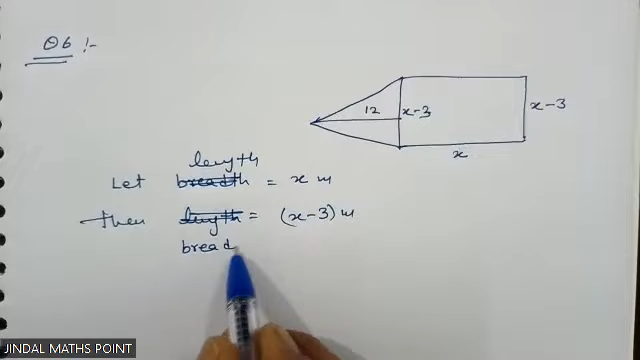 Q6 :-
12
x-3
x-3
x
length
Let breadth = x m
Then length = (x-3) m
bread
JINDAL MATHS POINT